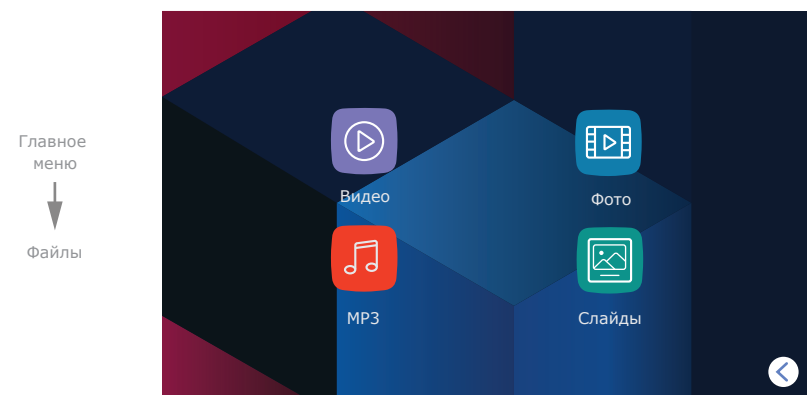 Главное
меню
Файлы
Видео
Фото
MP3
Слайды